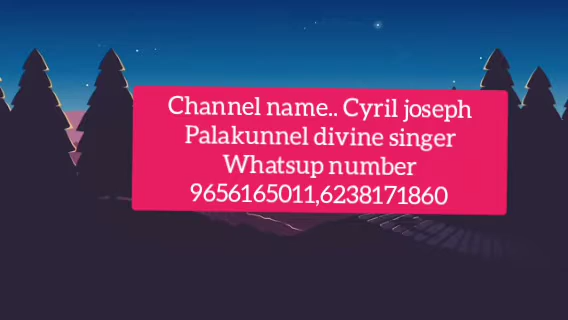 Channel name.. Cyril joseph
Palakunnel divine singer
Whatsup number
9656165011,6238171860